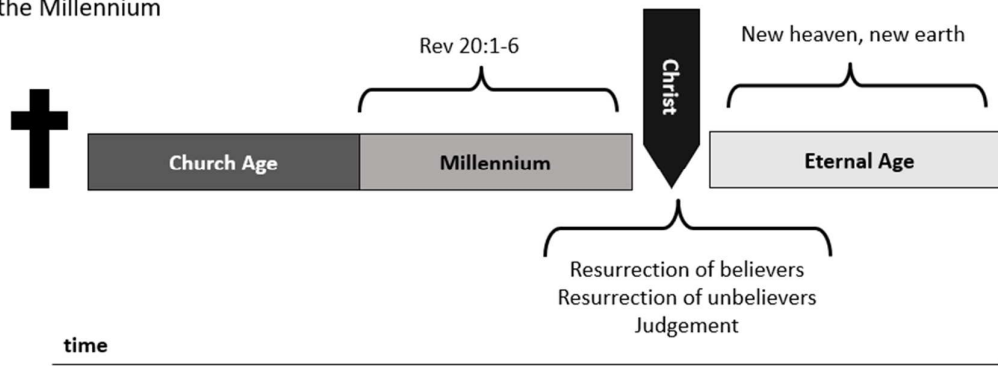 the Millennium
Rev 20:1-6
New heaven, new earth
Christ
Church Age
Millennium
Eternal Age
Resurrection of believers
Resurrection of unbelievers
Judgement
time